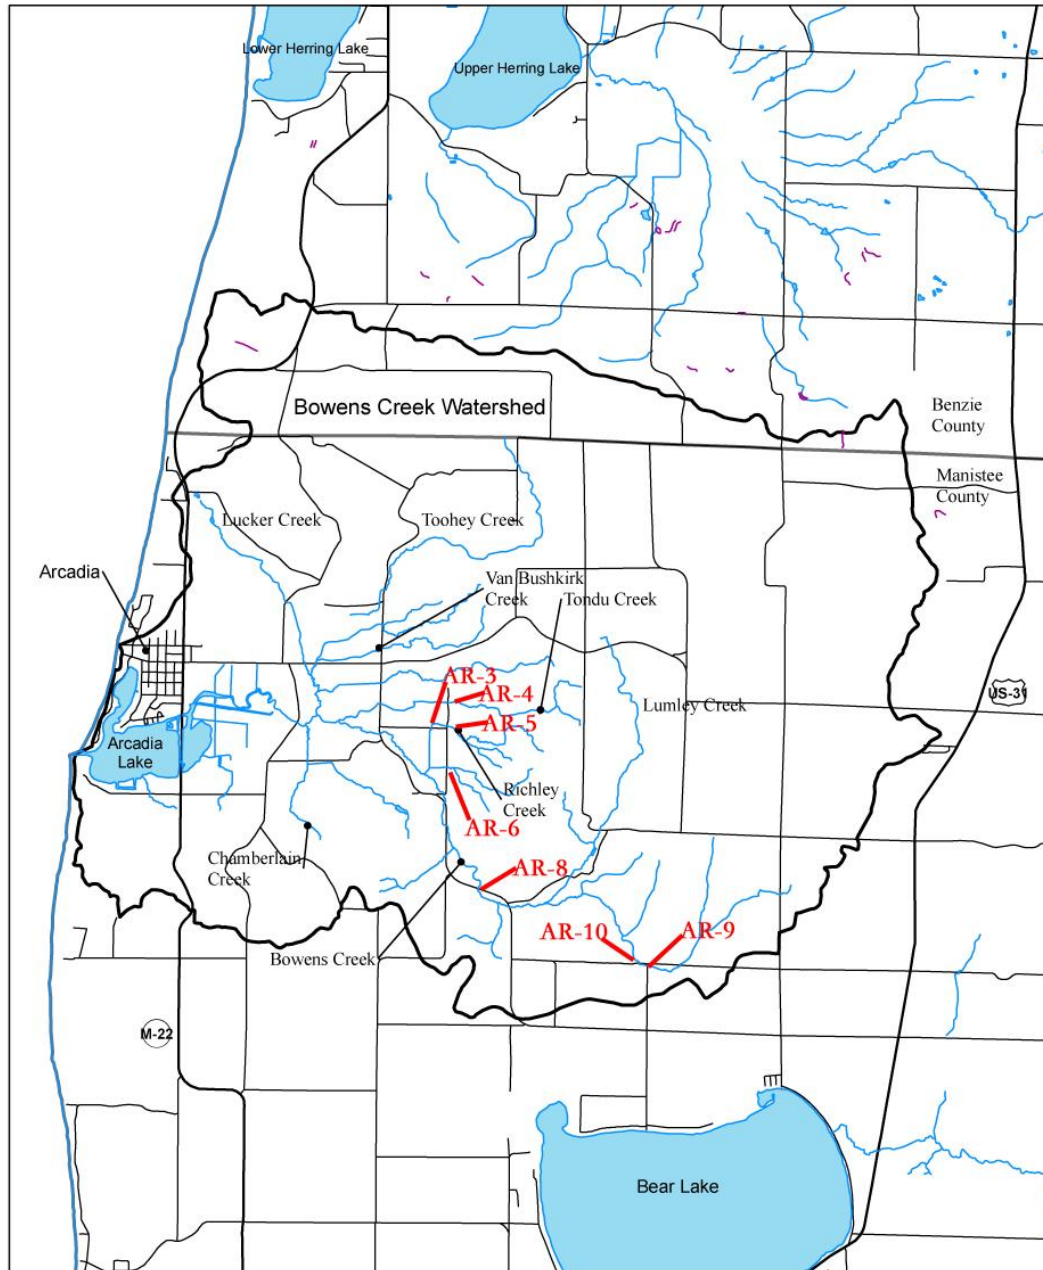 Lower Herring Lake
Upper Herring Lake
Bowens Creek Watershed
Benzie
County
Manistee
County
Lucker Creek
Toohey Creek
Arcadia
Van Bushkirk
Creek
Tondu Creek
AR-3
AR-4
AR-5
US-31
Lumley Creek
Arcadia
Lake
Richley
Creek
AR-6
Chamberlain
Creek
AR-8
AR-10
AR-9
Bowens Creek
M-22
Bear Lake